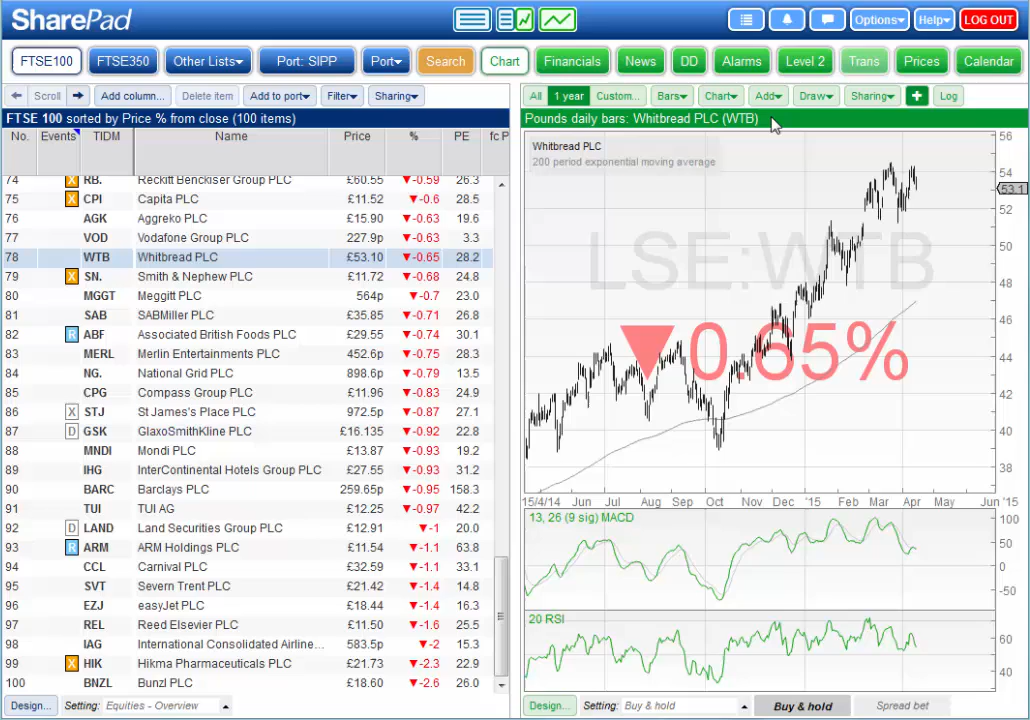 SharePad
Options▾ Help▾ LOG OUT
FTSE100 FTSE350 Other Lists▾ Port: SIPP Port▾ Search Chart Financials News DD Alarms Level 2 Trans Prices Calendar
Scroll Add column... Delete item Add to port▾ Filter▾ Sharing▾
All 1 year Custom... Bars▾ Chart▾ Add▾ Draw▾ Sharing▾ + Log
FTSE 100 sorted by Price % from close (100 items)
Pounds daily bars: Whitbread PLC (WTB)
No. Events TIDM Name Price % PE fc P
74 X RB. Reckitt Benckiser Group PLC £60.55 ▼-0.59 26.3
75 X CPI Capita PLC £11.52 ▼-0.6 28.5
76 AGK Aggreko PLC £15.90 ▼-0.63 19.6
77 VOD Vodafone Group PLC 227.9p ▼-0.63 3.3
78 WTB Whitbread PLC £53.10 ▼-0.65 28.2
79 X SN. Smith & Nephew PLC £11.72 ▼-0.68 24.8
80 MGGT Meggitt PLC 564p ▼-0.7 23.0
81 SAB SABMiller PLC £35.85 ▼-0.71 26.8
82 R ABF Associated British Foods PLC £29.55 ▼-0.74 30.1
83 MERL Merlin Entertainments PLC 452.6p ▼-0.75 28.3
84 NG. National Grid PLC 898.6p ▼-0.79 13.5
85 CPG Compass Group PLC £11.96 ▼-0.83 24.9
86 X STJ St James's Place PLC 972.5p ▼-0.87 27.1
87 D GSK GlaxoSmithKline PLC £16.135 ▼-0.92 22.8
88 MNDI Mondi PLC £13.87 ▼-0.93 19.2
89 IHG InterContinental Hotels Group PLC £27.55 ▼-0.93 31.2
90 BARC Barclays PLC 259.65p ▼-0.95 158.3
91 TUI TUI AG £12.25 ▼-0.97 42.2
92 D LAND Land Securities Group PLC £12.91 ▼-1 20.0
93 R ARM ARM Holdings PLC £11.54 ▼-1.1 63.8
94 CCL Carnival PLC £32.59 ▼-1.1 33.1
95 SVT Severn Trent PLC £21.42 ▼-1.4 14.8
96 EZJ easyJet PLC £18.44 ▼-1.4 16.3
97 REL Reed Elsevier PLC £11.50 ▼-1.6 25.5
98 IAG International Consolidated Airline... 583.5p ▼-2 15.3
99 X HIK Hikma Pharmaceuticals PLC £21.73 ▼-2.3 22.9
100 BNZL Bunzl PLC £18.60 ▼-2.6 26.0
Design... Setting: Equities - Overview
Whitbread PLC
200 period exponential moving average
LSE:WTB
▼0.65%
56
54
53.1
52
50
48
46
44
42
40
38
15/4/14 Jun Jul Aug Sep Oct Nov Dec '15 Feb Mar Apr May Jun '15
13, 26 (9 sig) MACD
100
50
0
-50
20 RSI
60
40
Design... Setting: Buy & hold Buy & hold Spread bet